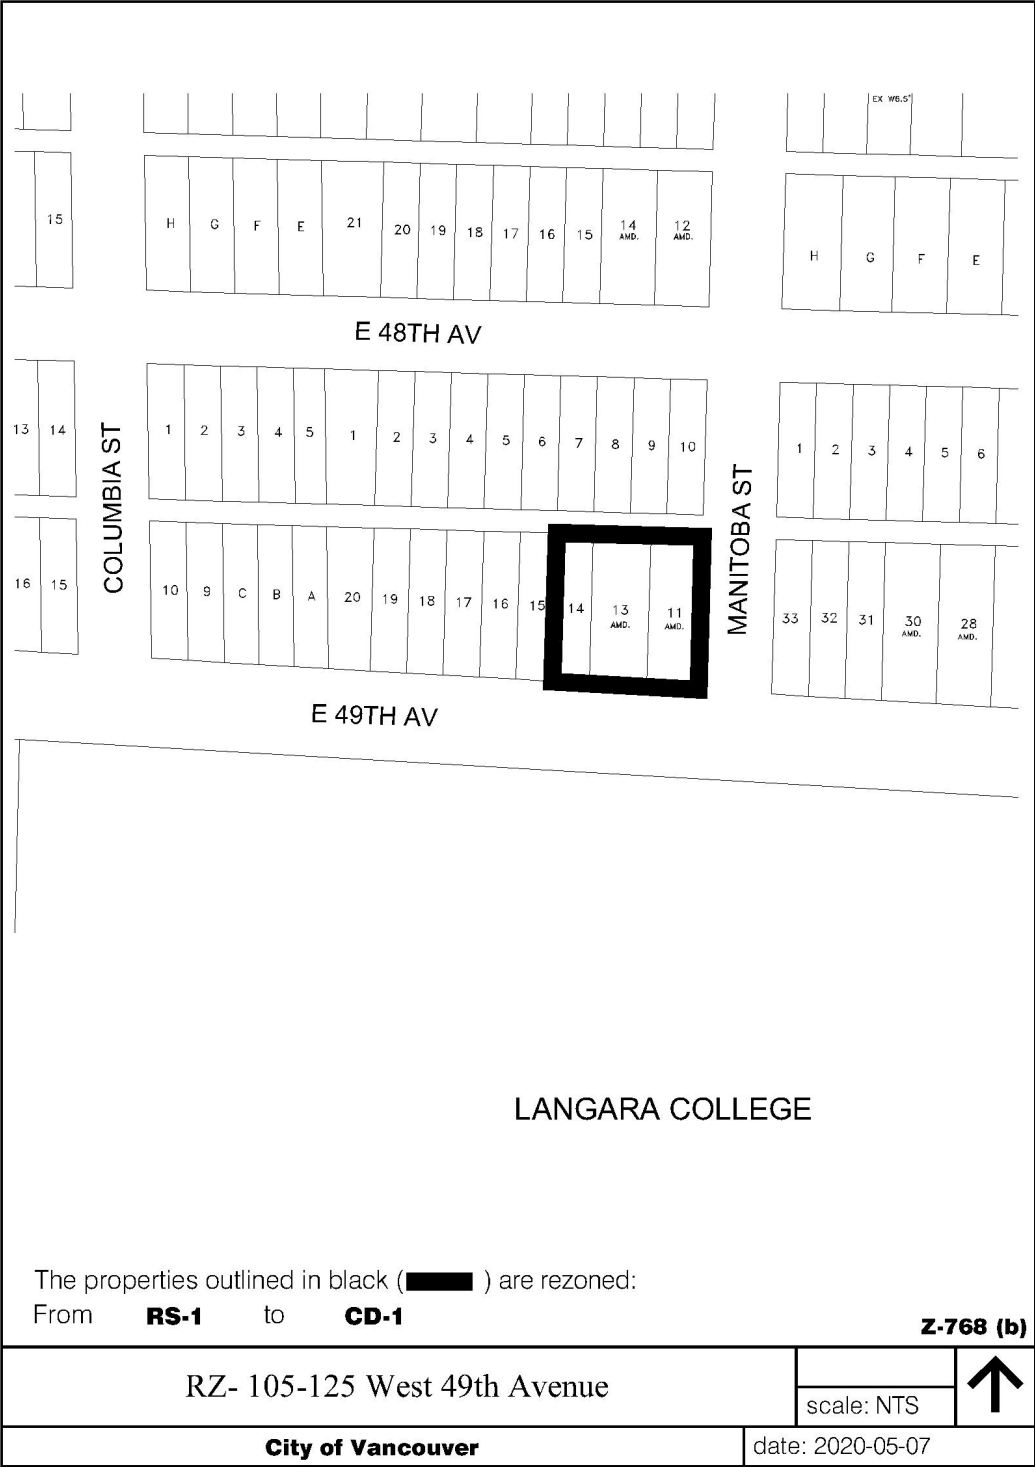 EX W6.5'
15
H G F E 21 20 19 18 17 16 15 14 AMD. 12 AMD.
H G F E
E 48TH AV
13 14
1 2 3 4 5 1 2 3 4 5 6 7 8 9 10
1 2 3 4 5 6
COLUMBIA ST
MANITOBA ST
16 15
10 9 C B A 20 19 18 17 16 15 14 13 AMD. 11 AMD.
33 32 31 30 AMD. 28 AMD.
E 49TH AV
LANGARA COLLEGE
The properties outlined in black ( ) are rezoned:
From RS-1 to CD-1
Z-768 (b)
RZ- 105-125 West 49th Avenue
scale: NTS
City of Vancouver
date: 2020-05-07